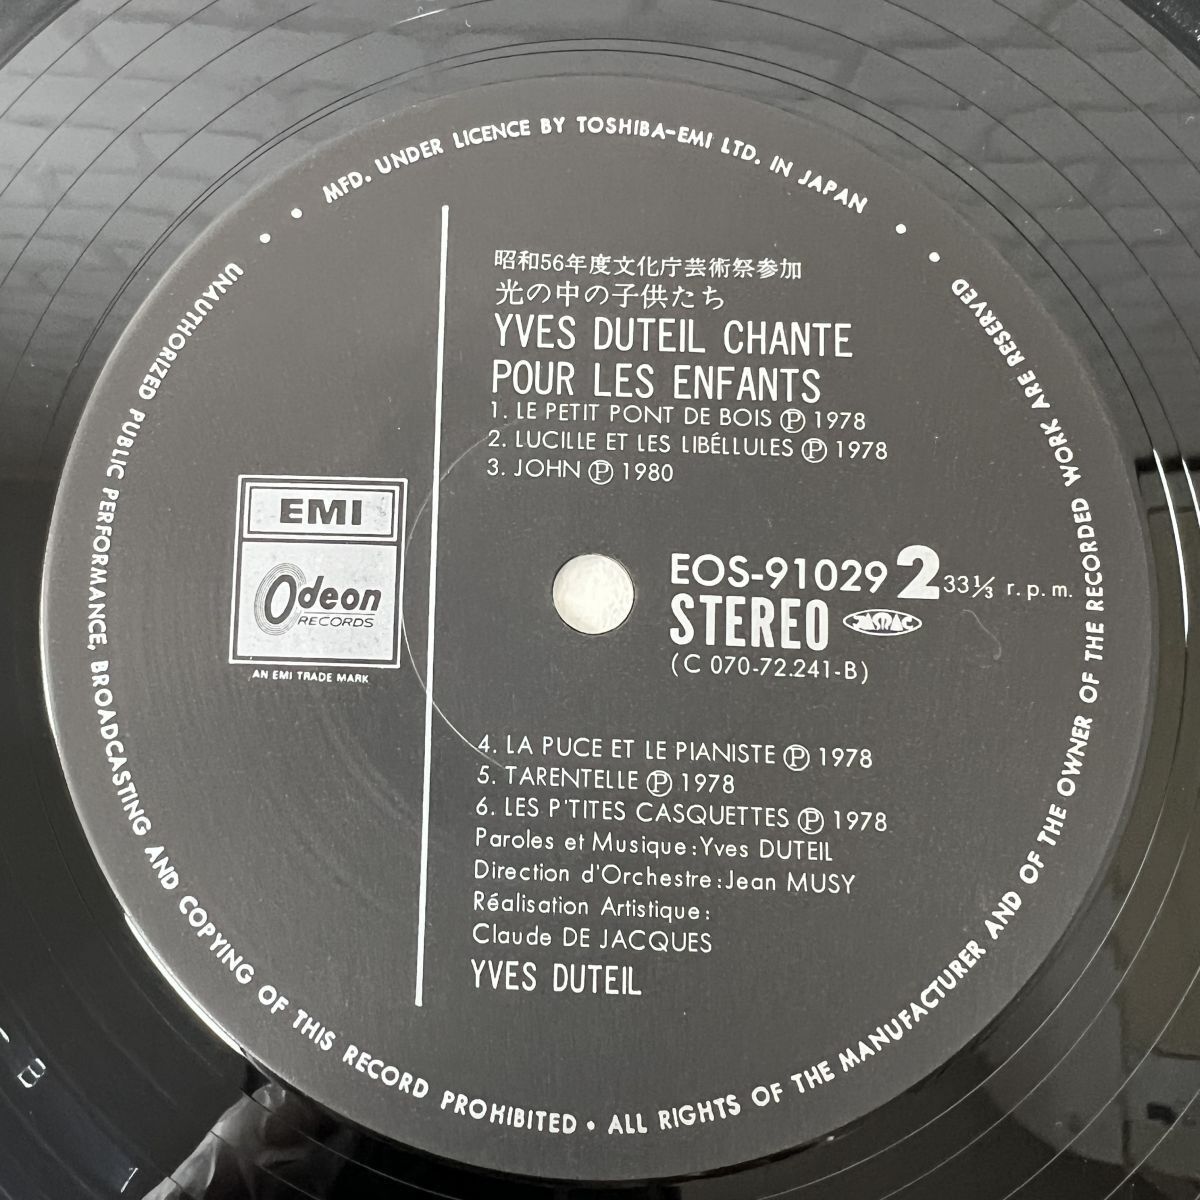 MFD. UNDER LICENCE BY TOSHIBA-EMI LTD. IN JAPAN
昭和56年度文化庁芸術祭参加
光の中の子供たち
YVES DUTEIL CHANTE
POUR LES ENFANTS
1. LE PETIT PONT DE BOIS Ⓟ 1978
2. LUCILLE ET LES LIBÉLLULES Ⓟ 1978
3. JOHN Ⓟ 1980
EMI
Odeon
RECORDS
AN EMI TRADE MARK
EOS-91029 2 33⅓ r.p.m.
STEREO JASRAC
(C 070-72.241-B)
4. LA PUCE ET LE PIANISTE Ⓟ 1978
5. TARENTELLE Ⓟ 1978
6. LES P'TITES CASQUETTES Ⓟ 1978
Paroles et Musique:Yves DUTEIL
Direction d'Orchestre:Jean MUSY
Réalisation Artistique:
Claude DE JACQUES
YVES DUTEIL
UNAUTHORIZED PUBLIC PERFORMANCE, BROADCASTING AND COPYING OF THIS RECORD PROHIBITED • ALL RIGHTS OF THE MANUFACTURER AND OF THE OWNER OF THE RECORDED WORK ARE RESERVED